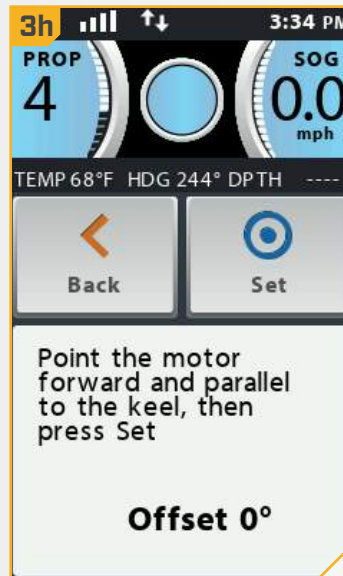 3h 3:34 PM
PROP SOG
4 0.0
mph
TEMP 68°F HDG 244° DPTH ----
Back Set
Point the motor
forward and parallel
to the keel, then
press Set
Offset 0°